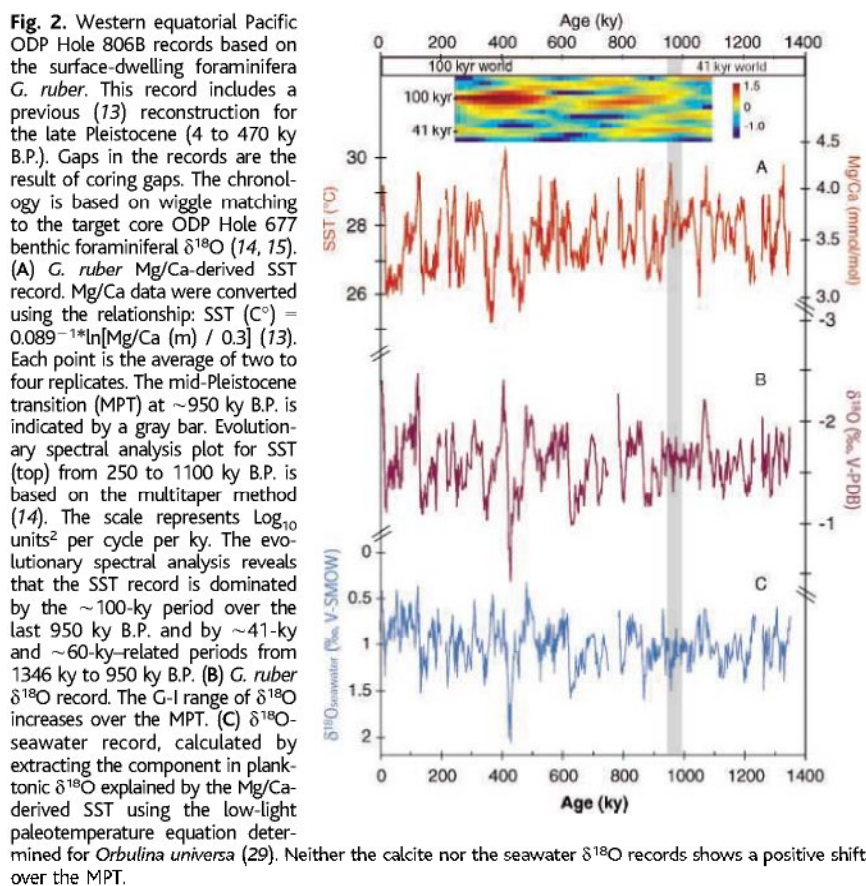 Fig. 2. Western equatorial Pacific
ODP Hole 806B records based on
the surface-dwelling foraminifera
G. ruber. This record includes a
previous (13) reconstruction for
the late Pleistocene (4 to 470 ky
B.P.). Gaps in the records are the
result of coring gaps. The chronol-
ogy is based on wiggle matching
to the target core ODP Hole 677
benthic foraminiferal δ¹⁸O (14, 15).
(A) G. ruber Mg/Ca-derived SST
record. Mg/Ca data were converted
using the relationship: SST (C°) =
0.089⁻¹*ln[Mg/Ca (m) / 0.3] (13).
Each point is the average of two to
four replicates. The mid-Pleistocene
transition (MPT) at ~950 ky B.P. is
indicated by a gray bar. Evolution-
ary spectral analysis plot for SST
(top) from 250 to 1100 ky B.P. is
based on the multitaper method
(14). The scale represents Log₁₀
units² per cycle per ky. The evo-
lutionary spectral analysis reveals
that the SST record is dominated
by the ~100-ky period over the
last 950 ky B.P. and by ~41-ky
and ~60-ky–related periods from
1346 ky to 950 ky B.P. (B) G. ruber
δ¹⁸O record. The G-I range of δ¹⁸O
increases over the MPT. (C) δ¹⁸O-
seawater record, calculated by
extracting the component in plank-
tonic δ¹⁸O explained by the Mg/Ca-
derived SST using the low-light
paleotemperature equation deter-
mined for Orbulina universa (29). Neither the calcite nor the seawater δ¹⁸O records shows a positive shift
over the MPT.
Age (ky)
0 200 400 600 800 1000 1200 1400
100 kyr world 41 kyr world
100 kyr
41 kyr
1.5
0
-1.0
SST (°C)
30
28
26
A
Mg/Ca (mmol/mol)
4.5
4.0
3.5
3.0
B
δ¹⁸O (‰, V-PDB)
-3
-2
-1
C
δ¹⁸Oseawater (‰, V-SMOW)
0
0.5
1
1.5
2
0 200 400 600 800 1000 1200 1400
Age (ky)